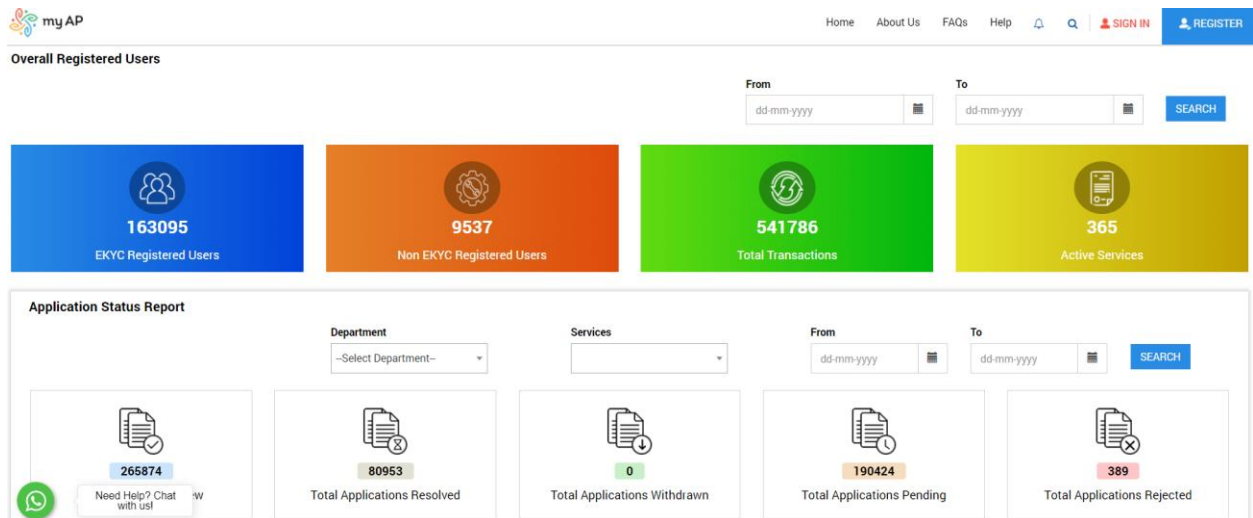 myAP
Home About Us FAQs Help SIGN IN REGISTER
Overall Registered Users
From To
dd-mm-yyyy dd-mm-yyyy SEARCH
163095 9537 541786 365
EKYC Registered Users Non EKYC Registered Users Total Transactions Active Services
Application Status Report
Department Services From To
--Select Department-- dd-mm-yyyy dd-mm-yyyy SEARCH
265874 80953 0 190424 389
Total Applications Resolved Total Applications Withdrawn Total Applications Pending Total Applications Rejected
Need Help? Chat
with us!